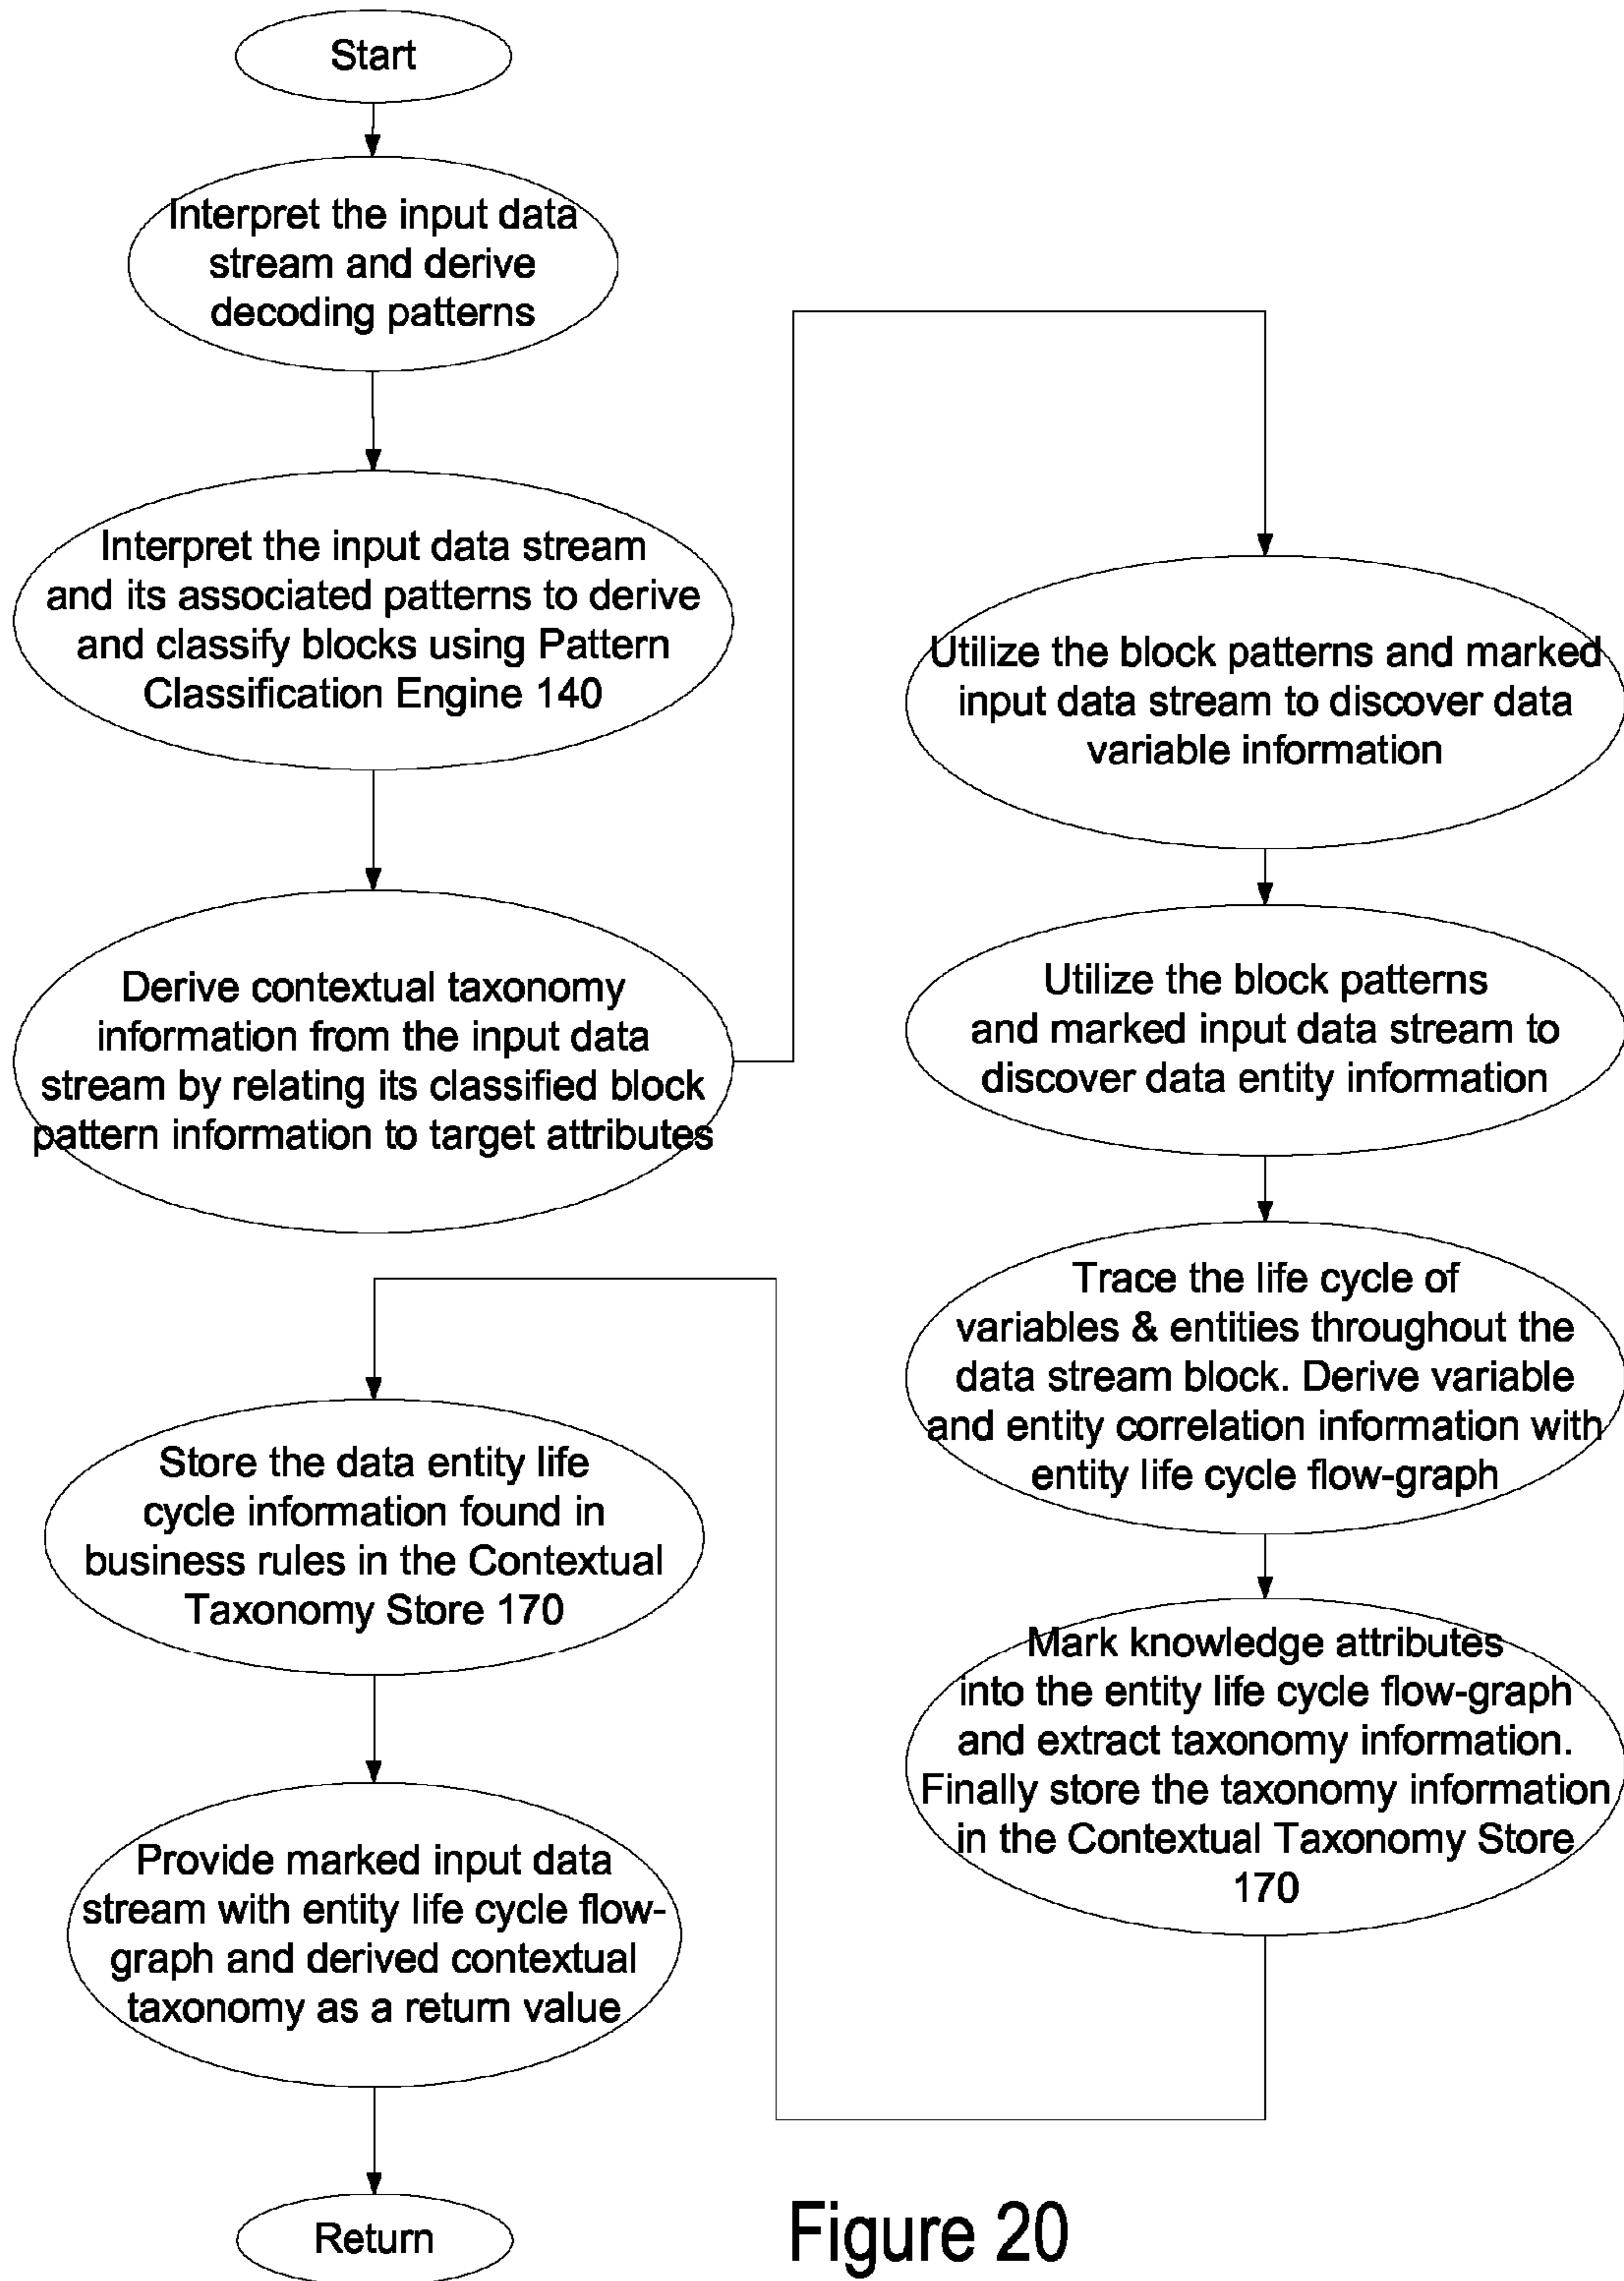 Start
Interpret the input data
stream and derive
decoding patterns
Interpret the input data stream
and its associated patterns to derive
and classify blocks using Pattern
Classification Engine 140
Derive contextual taxonomy
information from the input data
stream by relating its classified block
pattern information to target attributes
Utilize the block patterns and marked
input data stream to discover data
variable information
Utilize the block patterns
and marked input data stream to
discover data entity information
Trace the life cycle of
variables & entities throughout the
data stream block. Derive variable
and entity correlation information with
entity life cycle flow-graph
Mark knowledge attributes
into the entity life cycle flow-graph
and extract taxonomy information.
Finally store the taxonomy information
in the Contextual Taxonomy Store
170
Store the data entity life
cycle information found in
business rules in the Contextual
Taxonomy Store 170
Provide marked input data
stream with entity life cycle flow-
graph and derived contextual
taxonomy as a return value
Return
Figure 20